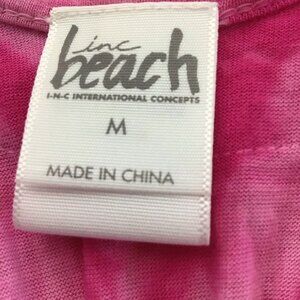 inc
beach
I-N-C INTERNATIONAL CONCEPTS
M
MADE IN CHINA